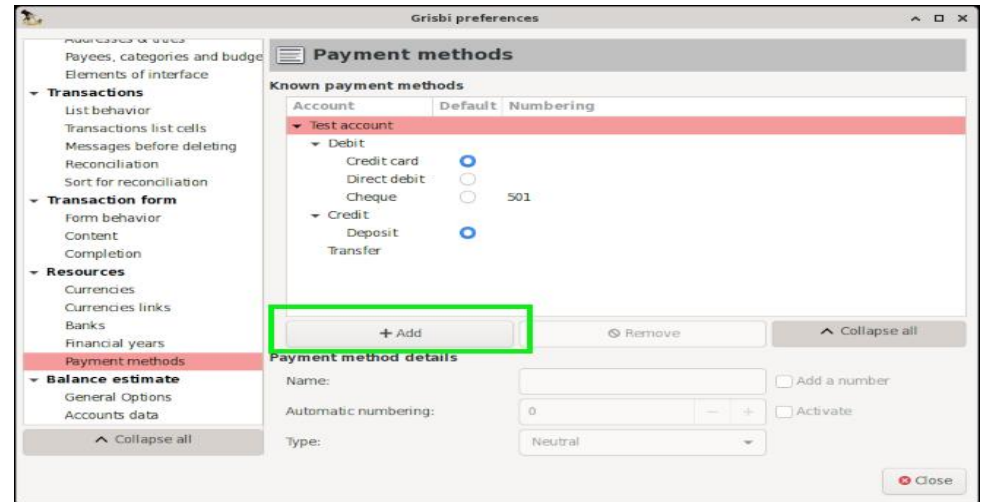 Grisbi preferences
Addresses & titles
Payees, categories and budge
Elements of interface
Transactions
List behavior
Transactions list cells
Messages before deleting
Reconciliation
Sort for reconciliation
Transaction form
Form behavior
Content
Completion
Resources
Currencies
Currencies links
Banks
Financial years
Payment methods
Balance estimate
General Options
Accounts data
Collapse all
Payment methods
Known payment methods
Account Default Numbering
Test account
Debit
Credit card
Direct debit
Cheque 501
Credit
Deposit
Transfer
+ Add Remove Collapse all
Payment method details
Name: Add a number
Automatic numbering: 0 − + Activate
Type: Neutral
Close